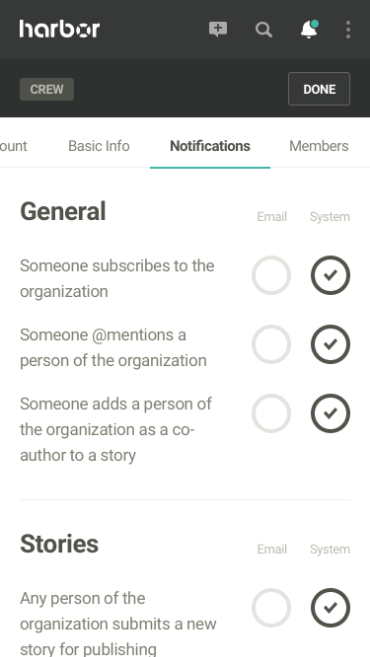 harbor
CREW
DONE
ount
Basic Info
Notifications
Members
General
Email
System
Someone subscribes to the
organization
Someone @mentions a
person of the organization
Someone adds a person of
the organization as a co-
author to a story
Stories
Email
System
Any person of the
organization submits a new
story for publishing